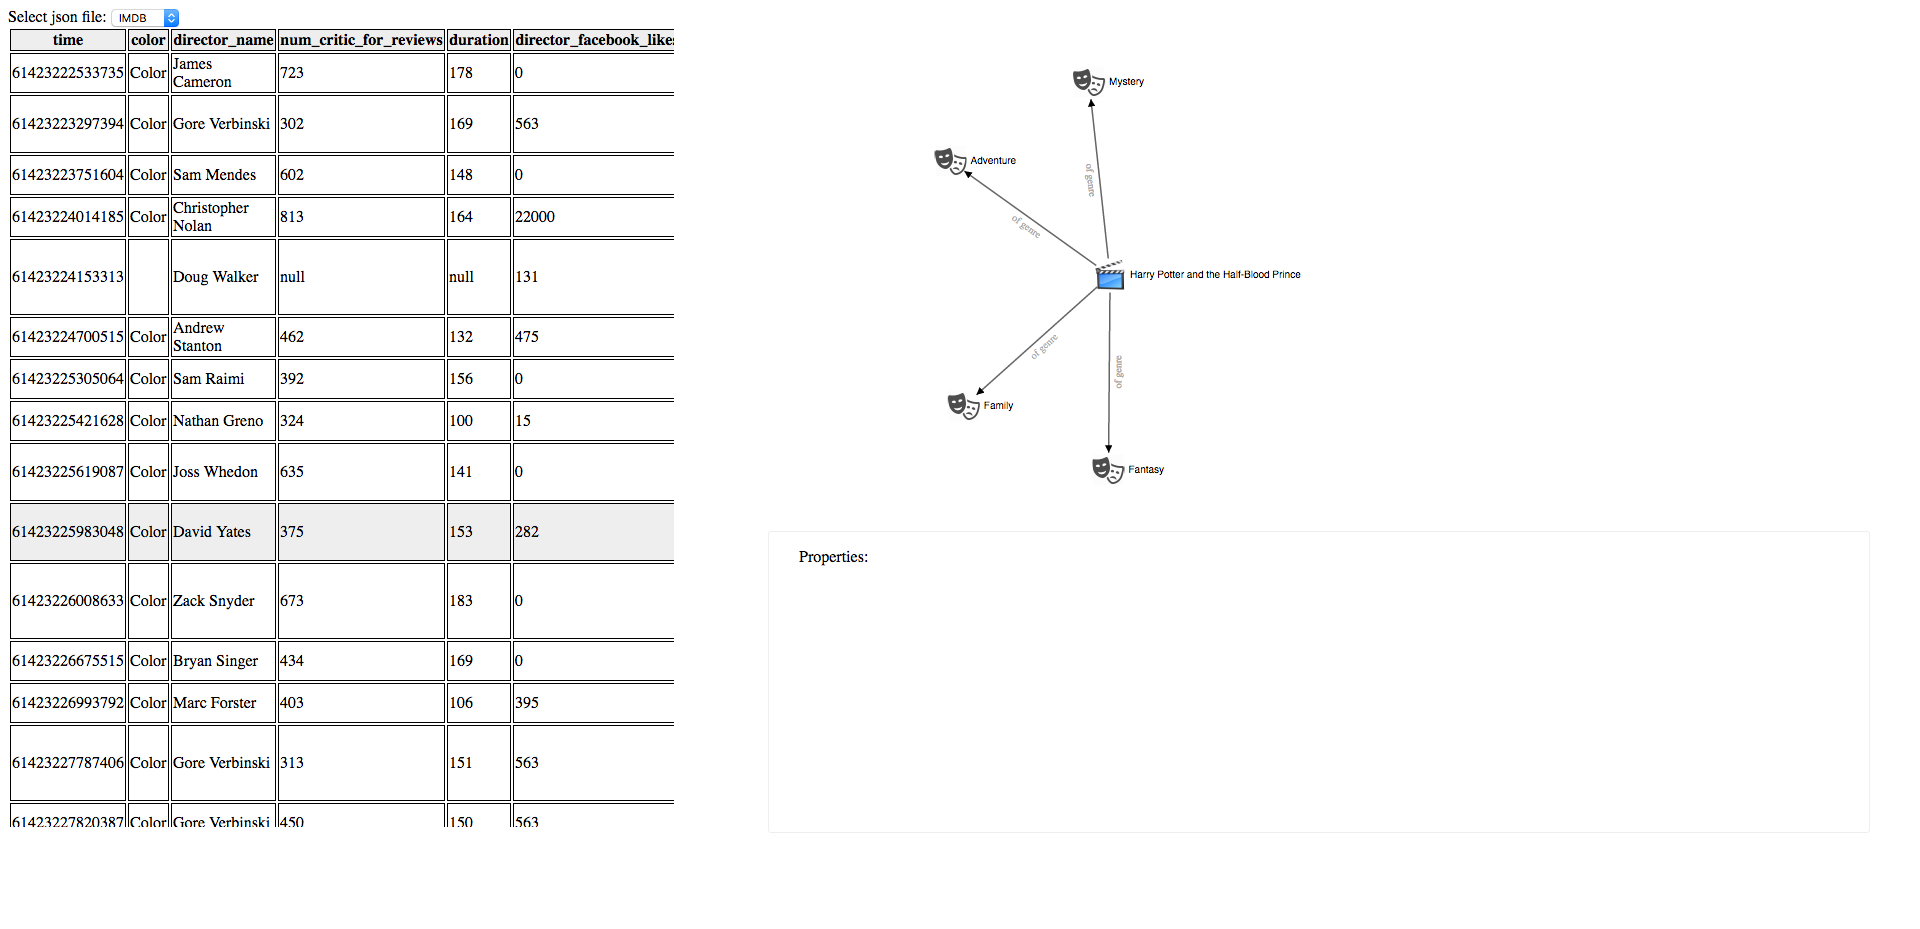 Select json file: IMDB
time color director_name num_critic_for_reviews duration director_facebook_likes
61423222533735 Color James Cameron 723 178 0
61423223297394 Color Gore Verbinski 302 169 563
61423223751604 Color Sam Mendes 602 148 0
61423224014185 Color Christopher Nolan 813 164 22000
61423224153313 Doug Walker null null 131
61423224700515 Color Andrew Stanton 462 132 475
61423225305064 Color Sam Raimi 392 156 0
61423225421628 Color Nathan Greno 324 100 15
61423225619087 Color Joss Whedon 635 141 0
61423225983048 Color David Yates 375 153 282
61423226008633 Color Zack Snyder 673 183 0
61423226675515 Color Bryan Singer 434 169 0
61423226993792 Color Marc Forster 403 106 395
61423227787406 Color Gore Verbinski 313 151 563
61423227820387 Color Gore Verbinski 450 150 563
Mystery
Adventure
of genre
of genre
Harry Potter and the Half-Blood Prince
of genre
of genre
Family
Fantasy
Properties: